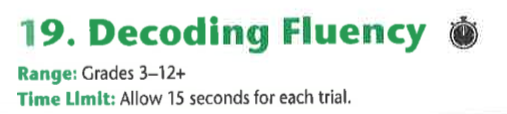 19. Decoding Fluency
Range: Grades 3–12+
Time Limit: Allow 15 seconds for each trial.